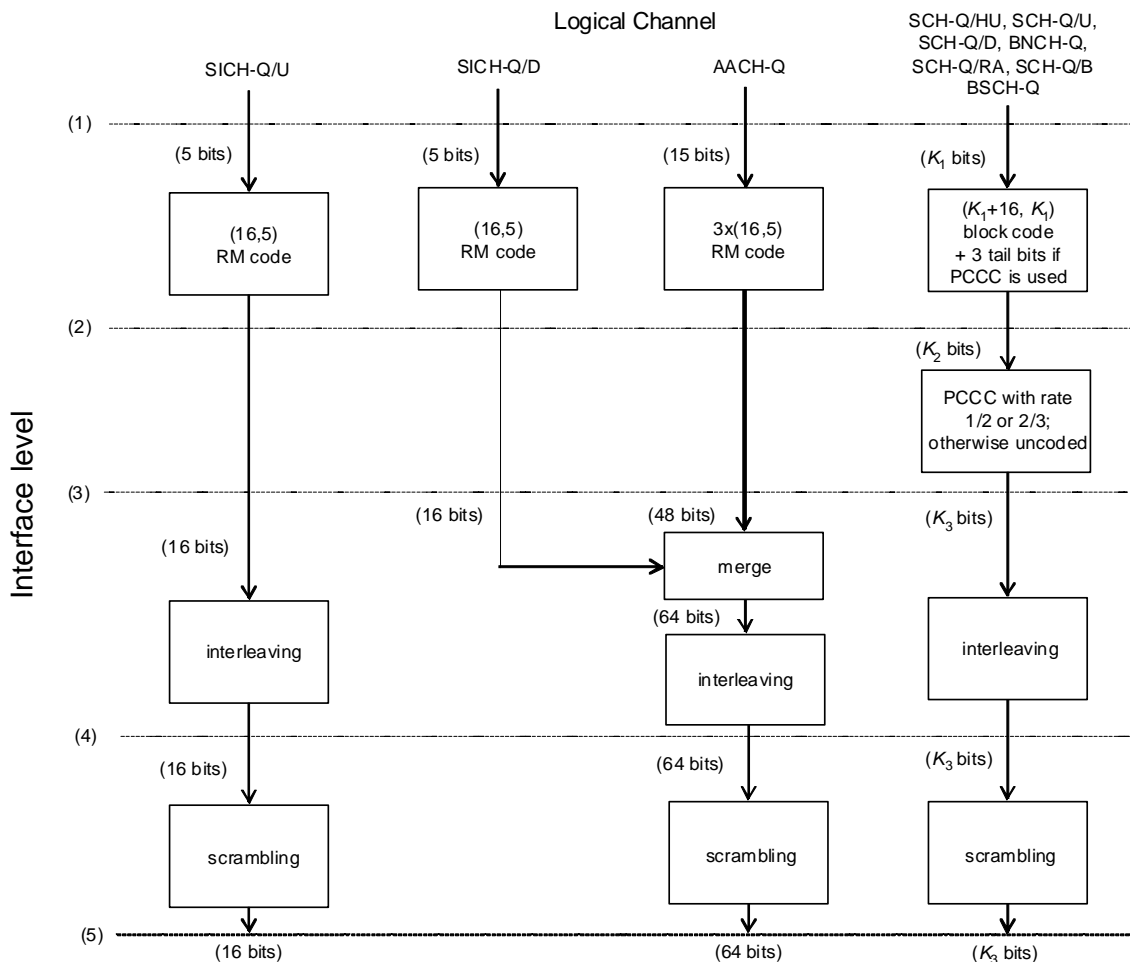 Logical Channel
SCH-Q/HU, SCH-Q/U,
SCH-Q/D, BNCH-Q,
SCH-Q/RA, SCH-Q/B
BSCH-Q
SICH-Q/U
SICH-Q/D
AACH-Q
(1)
(5 bits)
(5 bits)
(15 bits)
(K1 bits)
(16,5)
RM code
(16,5)
RM code
3x(16,5)
RM code
(K1+16, K1)
block code
+ 3 tail bits if
PCCC is used
(2)
(K2 bits)
PCCC with rate
1/2 or 2/3;
otherwise uncoded
Interface level
(3)
(16 bits)
(16 bits)
(48 bits)
(K3 bits)
merge
(64 bits)
interleaving
interleaving
interleaving
(4)
(16 bits)
(64 bits)
(K3 bits)
scrambling
scrambling
scrambling
(5)
(16 bits)
(64 bits)
(K3 bits)